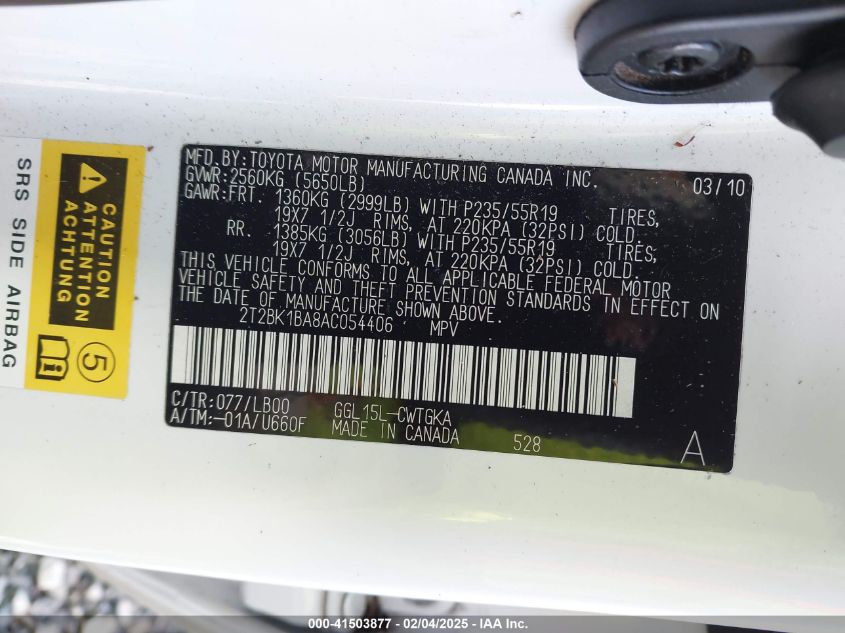 MFD. BY: TOYOTA MOTOR MANUFACTURING CANADA INC. 03/10
GVWR: 2560KG (5650LB)
GAWR: FRT. 1360KG (2999LB) WITH P235/55R19 TIRES,
19X7 1/2J RIMS, AT 220KPA (32PSI) COLD.
RR. 1385KG (3056LB) WITH P235/55R19 TIRES,
19X7 1/2J RIMS, AT 220KPA (32PSI) COLD.
THIS VEHICLE CONFORMS TO ALL APPLICABLE FEDERAL MOTOR
VEHICLE SAFETY AND THEFT PREVENTION STANDARDS IN EFFECT ON
THE DATE OF MANUFACTURE SHOWN ABOVE.
2T2BK1BA8AC054406 MPV
C/TR: 077/LB00 GGL15L-CWTGKA
A/TM: -01A/U660F MADE IN CANADA 528 A
SRS SIDE AIRBAG
CAUTION
ATTENTION
ACHTUNG
5
000-41503877 - 02/04/2025 - IAA Inc.